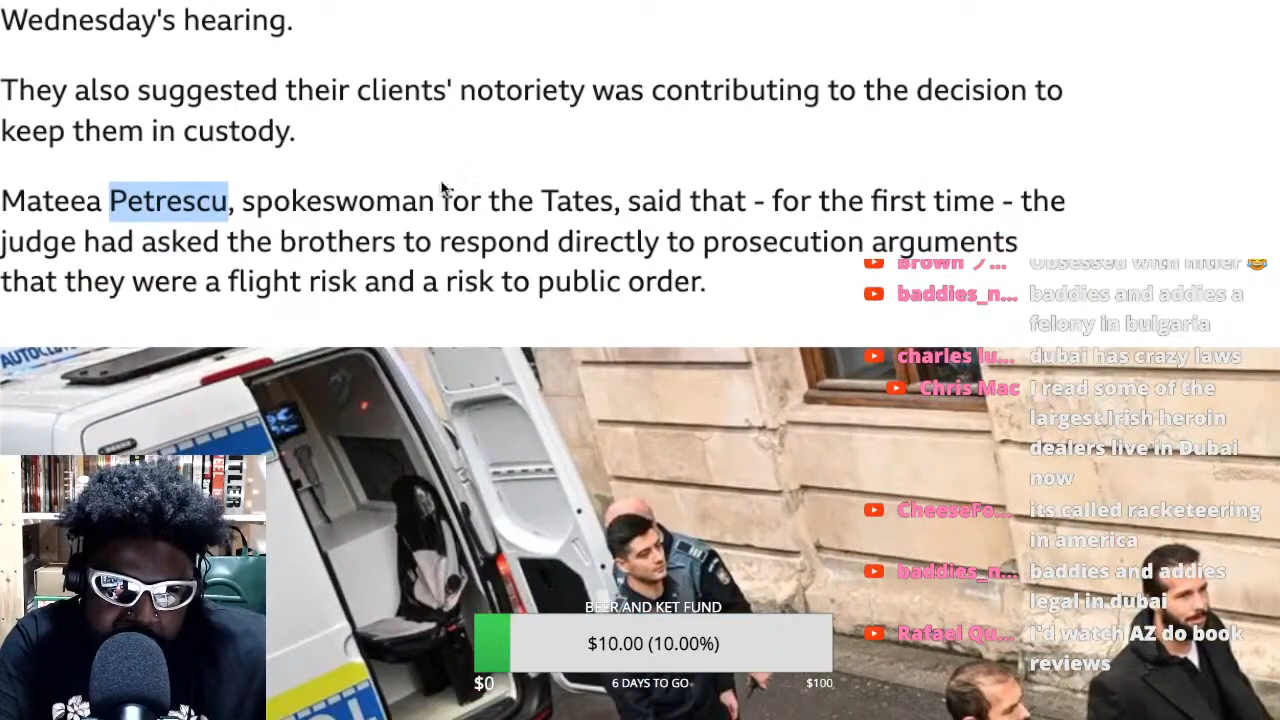 Wednesday's hearing.
They also suggested their clients' notoriety was contributing to the decision to
keep them in custody.
Mateea Petrescu, spokeswoman for the Tates, said that - for the first time - the
judge had asked the brothers to respond directly to prosecution arguments
that they were a flight risk and a risk to public order.
Brown ノ... Obsessed with hitler 😂
baddies_n... baddies and addies a
felony in bulgaria
charles lu... dubai has crazy laws
Chris Mac I read some of the
largest Irish heroin
dealers live in Dubai
now
CheeseFo... its called racketeering
in america
baddies_n... baddies and addies
legal in dubai
Rafael Qu... I'd watch AZ do book
reviews
BEER AND KET FUND
$10.00 (10.00%)
$0 6 DAYS TO GO $100